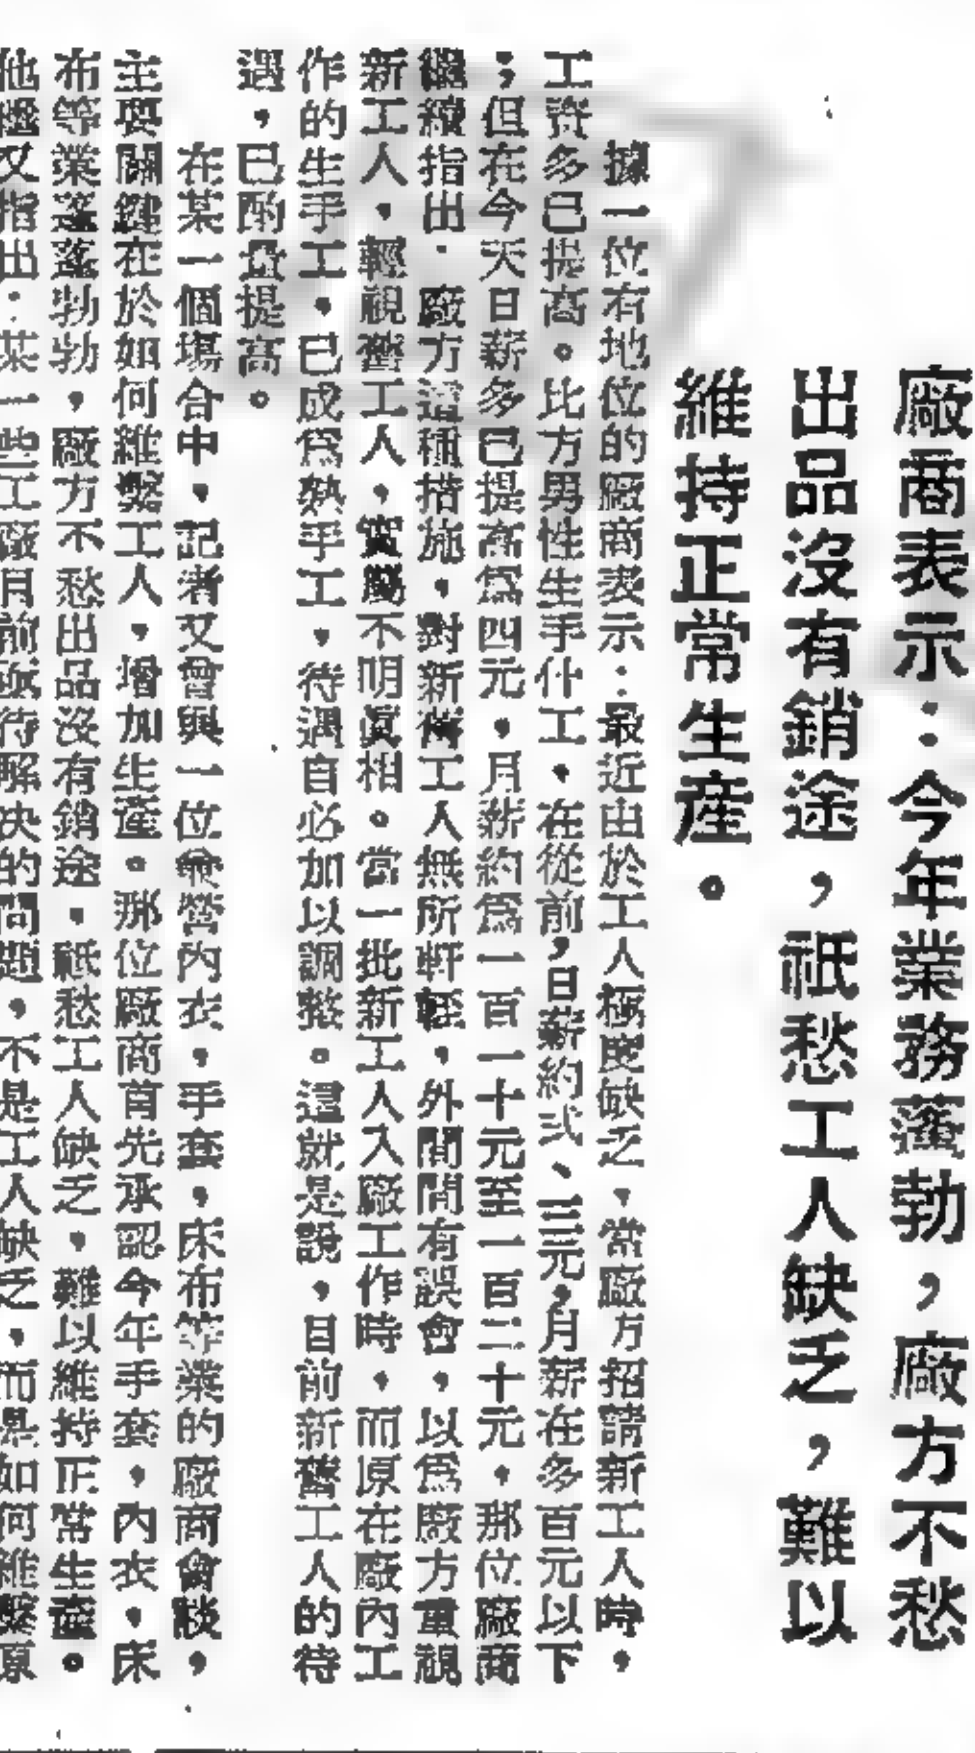 廠商表示：今年業務蓬勃，廠方不愁
出品沒有銷途，祇愁工人缺乏，難以
維持正常生產。
據一位有地位的廠商表示：最近由於工人極度缺乏，當廠方招請新工人時，
工資多已提高。比方男性生手什工，在從前，日薪約弍、三元，月薪在多百元以下
；但在今天日薪多已提高爲四元，月薪約爲一百一十元至一百二十元，那位廠商
繼續指出：廠方這種措施，對新舊工人無所軒輊，外間間有誤會，以爲廠方重視
新工人，輕視舊工人，實屬不明眞相。當一批新工人入廠工作時，而原在廠內工
作的生手工，已成爲熟手工，待遇自必加以調整。這就是說，目前新舊工人的待
遇，已酌量提高。
在某一個場合中，記者又曾與一位兼營內衣，手套，床布等業的廠商會談，
主要關鍵在於如何維繫工人，增加生產。那位廠商首先承認今年手套，內衣，床
布等業蓬蓬勃勃，廠方不愁出品沒有銷途，祇愁工人缺乏，難以維持正常生產。
他極又指出：某一些工廠目前亟待解決的問題，不是工人缺乏，而是如何維繫原